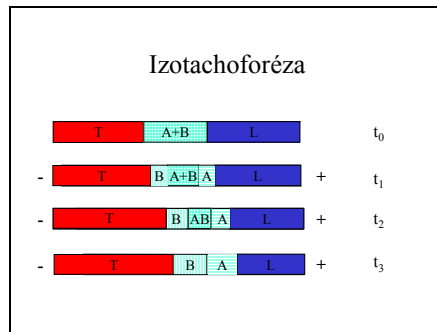 Izotachoforéza
T A+B L t0
- T B A+B A L + t1
- T B AB A L + t2
- T B A L + t3